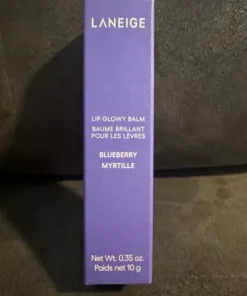 LANEIGE
LIP GLOWY BALM
BAUME BRILLANT
POUR LES LÈVRES
BLUEBERRY
MYRTILLE
Net Wt. 0.35 oz.
Poids net 10 g